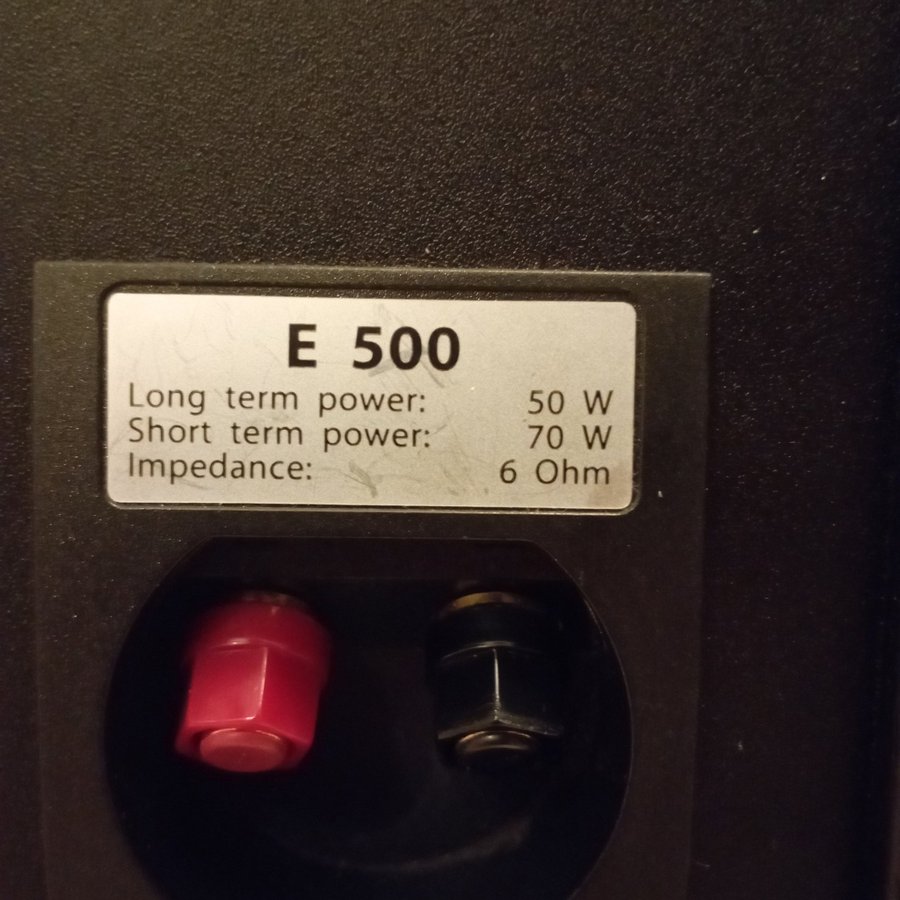 E 500
Long term power: 50 W
Short term power: 70 W
Impedance: 6 Ohm